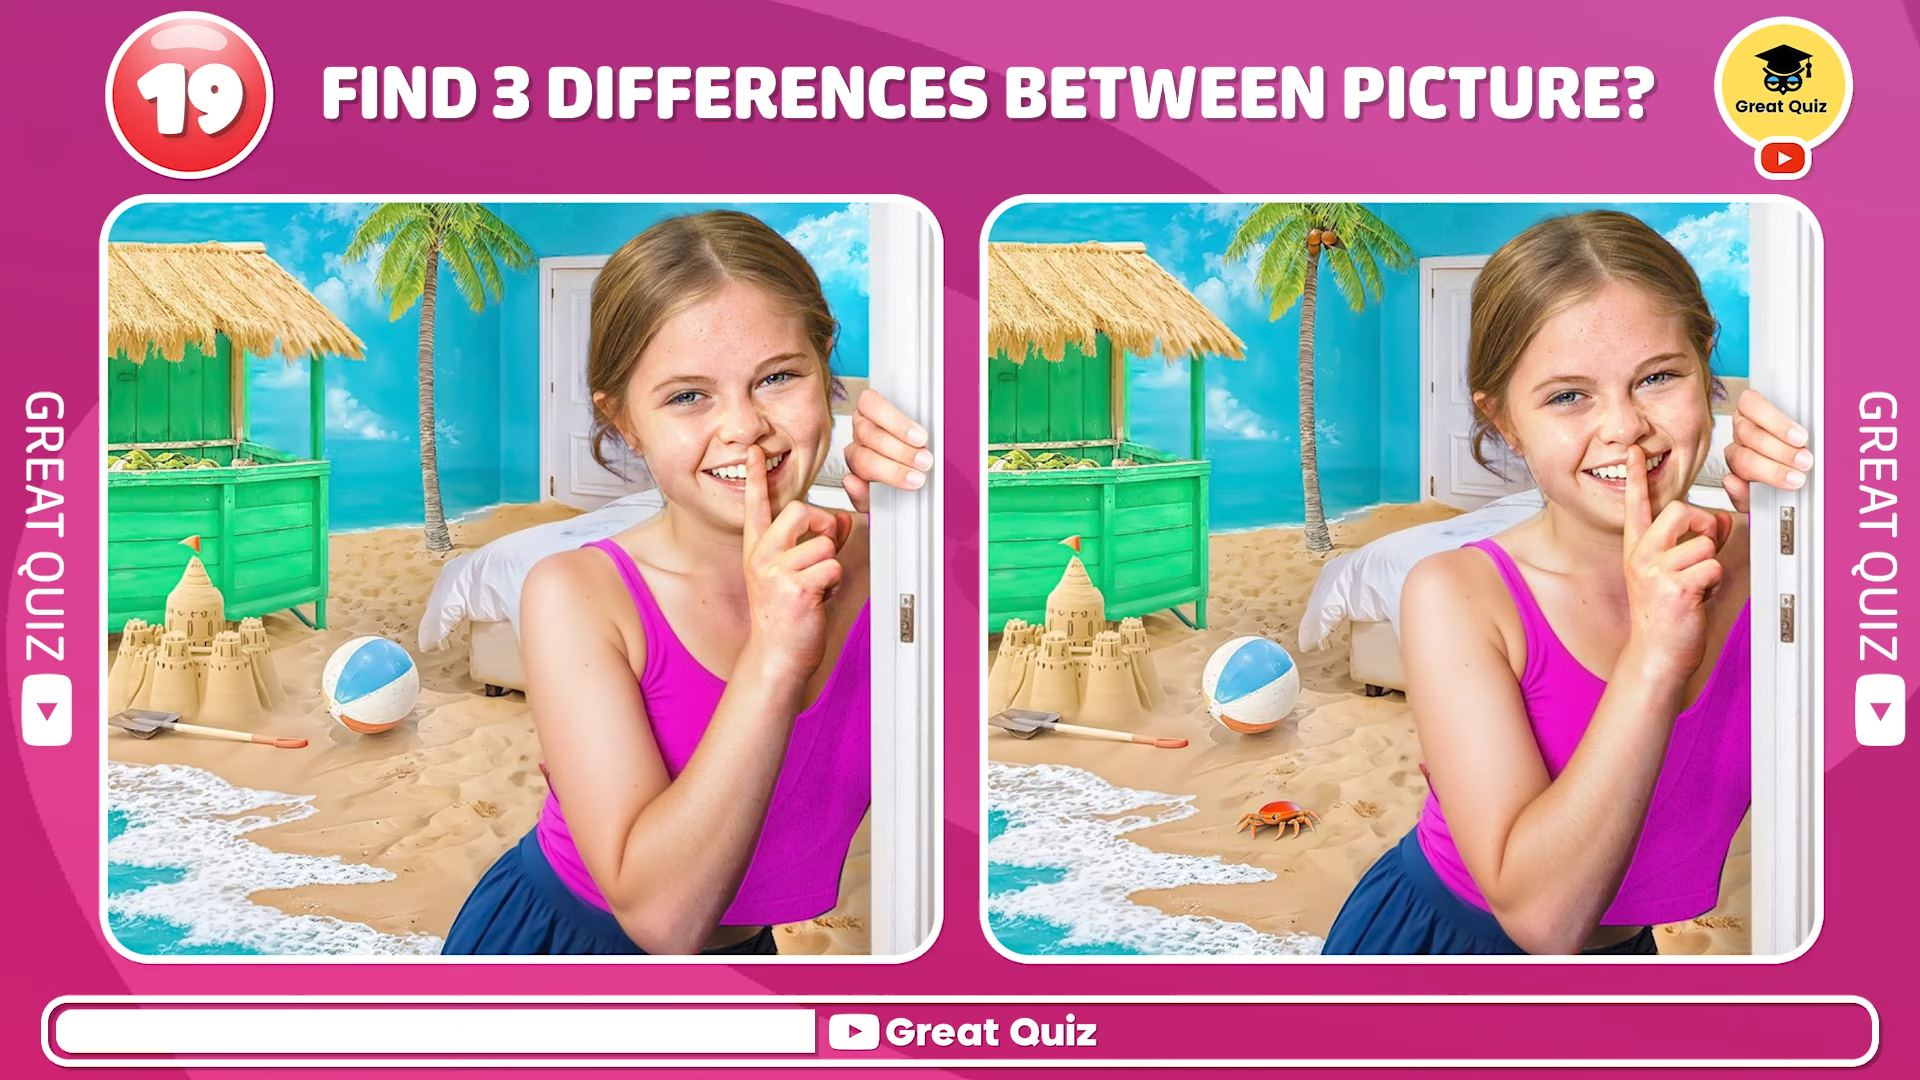 19
FIND 3 DIFFERENCES BETWEEN PICTURE?
Great Quiz
GREAT QUIZ
GREAT QUIZ
Great Quiz